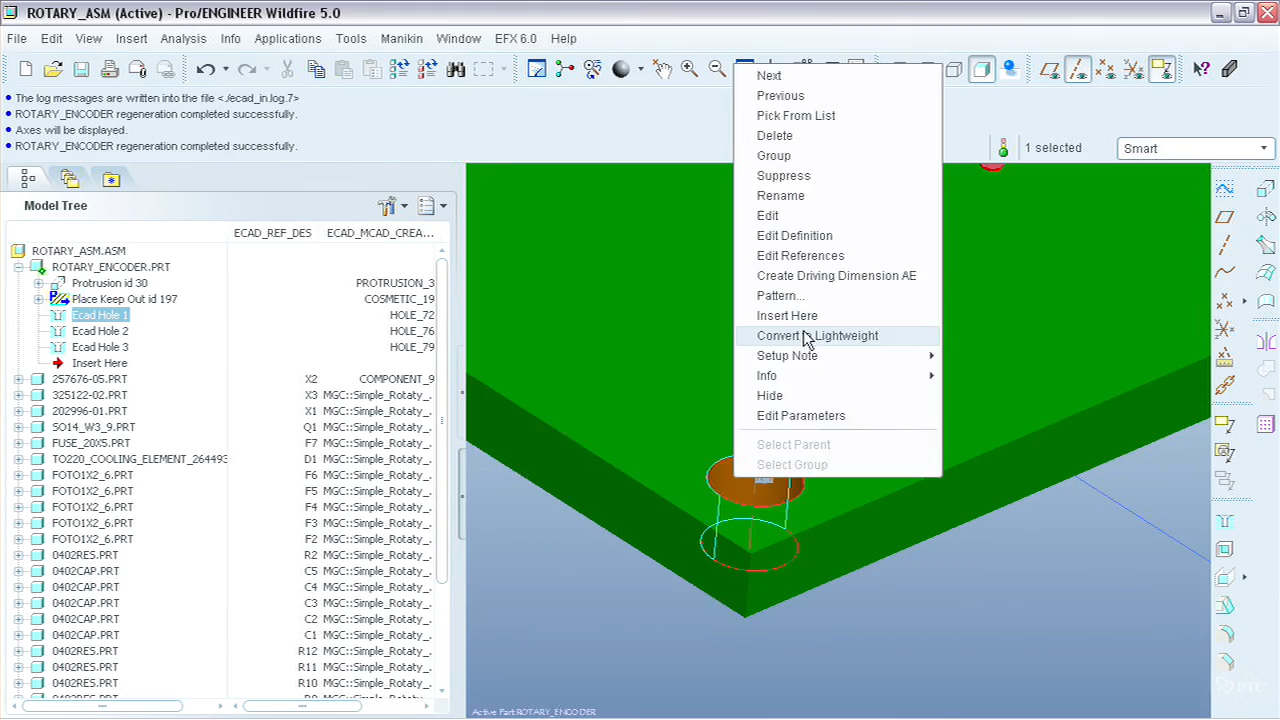 ROTARY_ASM (Active) - Pro/ENGINEER Wildfire 5.0
File Edit View Insert Analysis Info Applications Tools Manikin Window EFX 6.0 Help
The log messages are written into the file <./ecad_in.log.7>
ROTARY_ENCODER regeneration completed successfully.
Axes will be displayed.
ROTARY_ENCODER regeneration completed successfully.
1 selected
Smart
Model Tree
ECAD_REF_DES ECAD_MCAD_CREA...
ROTARY_ASM.ASM
ROTARY_ENCODER.PRT
Protrusion id 30 PROTRUSION_3
Place Keep Out id 197 COSMETIC_19
Ecad Hole 1 HOLE_72
Ecad Hole 2 HOLE_76
Ecad Hole 3 HOLE_79
Insert Here
257676-05.PRT X2 COMPONENT_9
325122-02.PRT X3 MGC::Simple_Rotaty_.
202996-01.PRT X1 MGC::Simple_Rotaty_.
SO14_W3_9.PRT Q1 MGC::Simple_Rotaty_.
FUSE_20X5.PRT F7 MGC::Simple_Rotaty_.
TO220_COOLING_ELEMENT_264493 D1 MGC::Simple_Rotaty_.
FOTO1X2_6.PRT F6 MGC::Simple_Rotaty_.
FOTO1X2_6.PRT F5 MGC::Simple_Rotaty_.
FOTO1X2_6.PRT F4 MGC::Simple_Rotaty_.
FOTO1X2_6.PRT F3 MGC::Simple_Rotaty_.
FOTO1X2_6.PRT F2 MGC::Simple_Rotaty_.
0402RES.PRT R2 MGC::Simple_Rotaty_.
0402CAP.PRT C5 MGC::Simple_Rotaty_.
0402CAP.PRT C4 MGC::Simple_Rotaty_.
0402CAP.PRT C3 MGC::Simple_Rotaty_.
0402CAP.PRT C2 MGC::Simple_Rotaty_.
0402CAP.PRT C1 MGC::Simple_Rotaty_.
0402RES.PRT R12 MGC::Simple_Rotaty_.
0402RES.PRT R11 MGC::Simple_Rotaty_.
0402RES.PRT R10 MGC::Simple_Rotaty_.
Next
Previous
Pick From List
Delete
Group
Suppress
Rename
Edit
Edit Definition
Edit References
Create Driving Dimension AE
Pattern...
Insert Here
Convert to Lightweight
Setup Note
Info
Hide
Edit Parameters
Select Parent
Select Group
Active Part:ROTARY_ENCODER